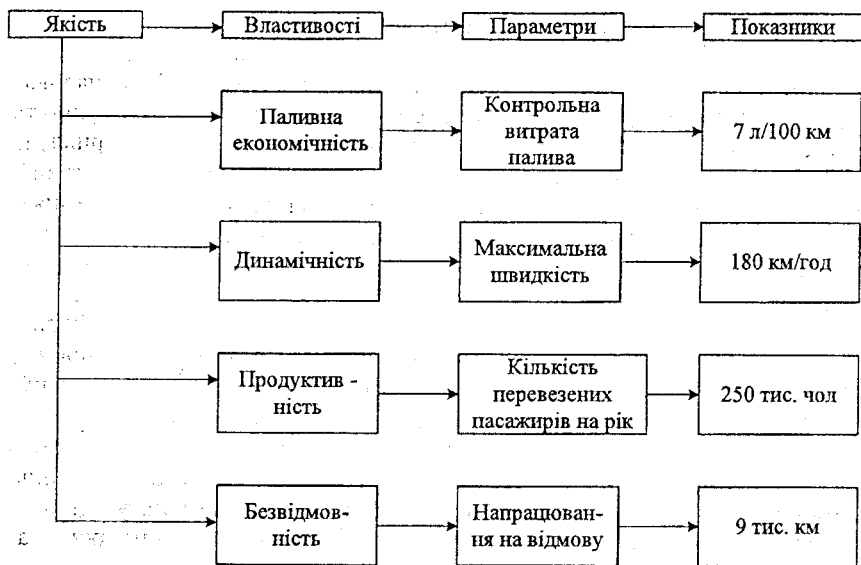 Якість
Властивості
Параметри
Показники
Паливна
економічність
Контрольна
витрата
палива
7 л/100 км
Динамічність
Максимальна
швидкість
180 км/год
Продуктив -
ність
Кількість
перевезених
пасажирів на рік
250 тис. чол
Безвідмов-
ність
Напрацюван-
ня на відмову
9 тис. км